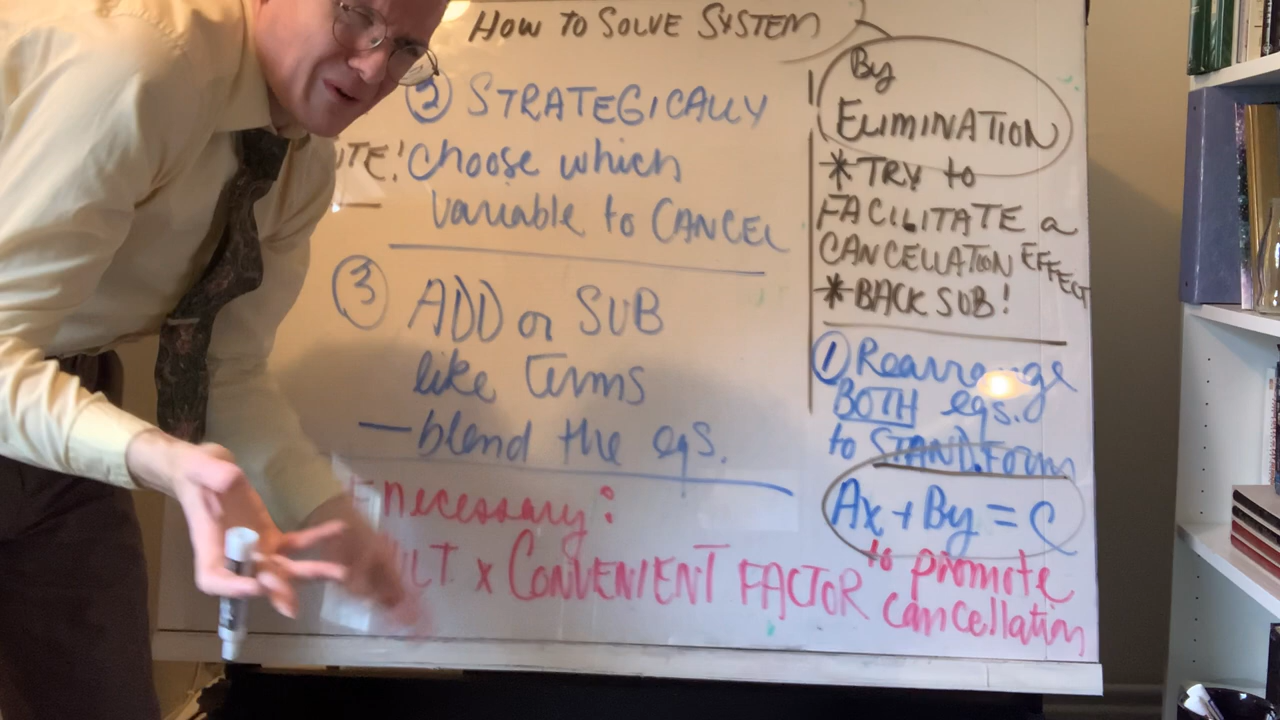 HOW TO SOLVE SYSTEM
By
ELIMINATION
* TRY to
FACILITATE a
CANCELLATION EFFECT
* BACK SUB!
① Rearrange
BOTH eqs.
to STAND. Form
Ax + By = C
② STRATEGICALLY
Choose which
variable to CANCEL
③ ADD or SUB
like terms
— blend the eqs.
necessary:
ULT x CONVENIENT FACTOR to promote
cancellation